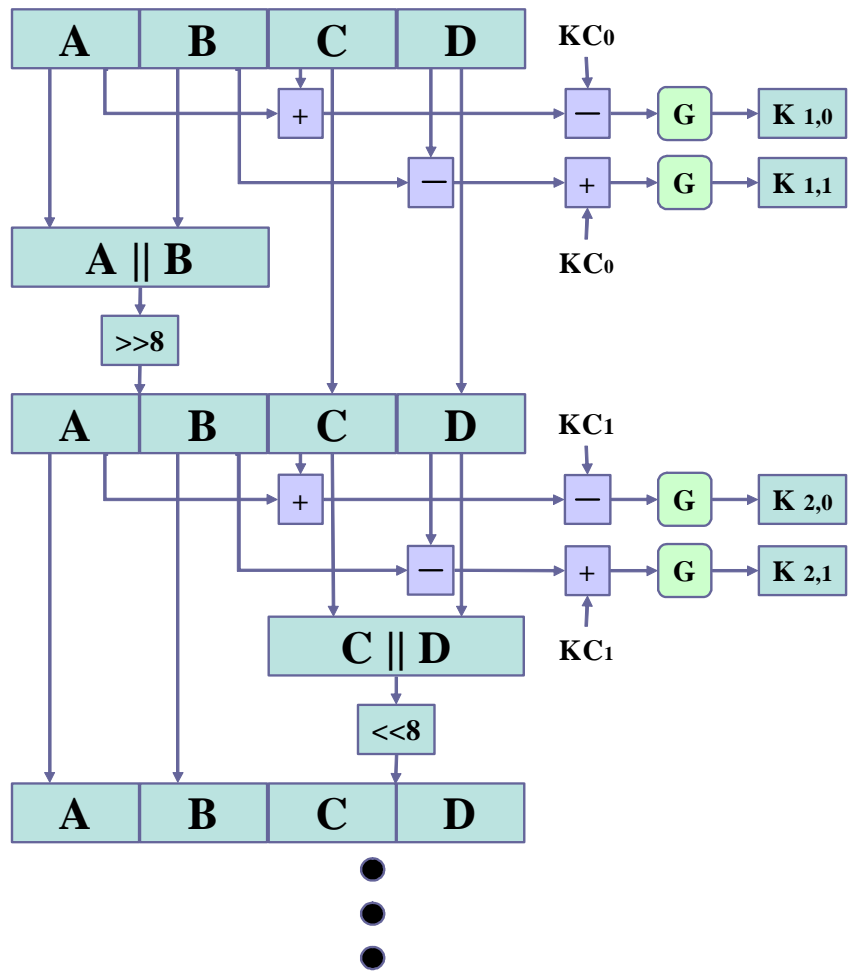 A B C D
KC0
+ — G K 1,0
— + G K 1,1
A || B
KC0
>>8
A B C D
KC1
+ — G K 2,0
— + G K 2,1
C || D
KC1
<<8
A B C D